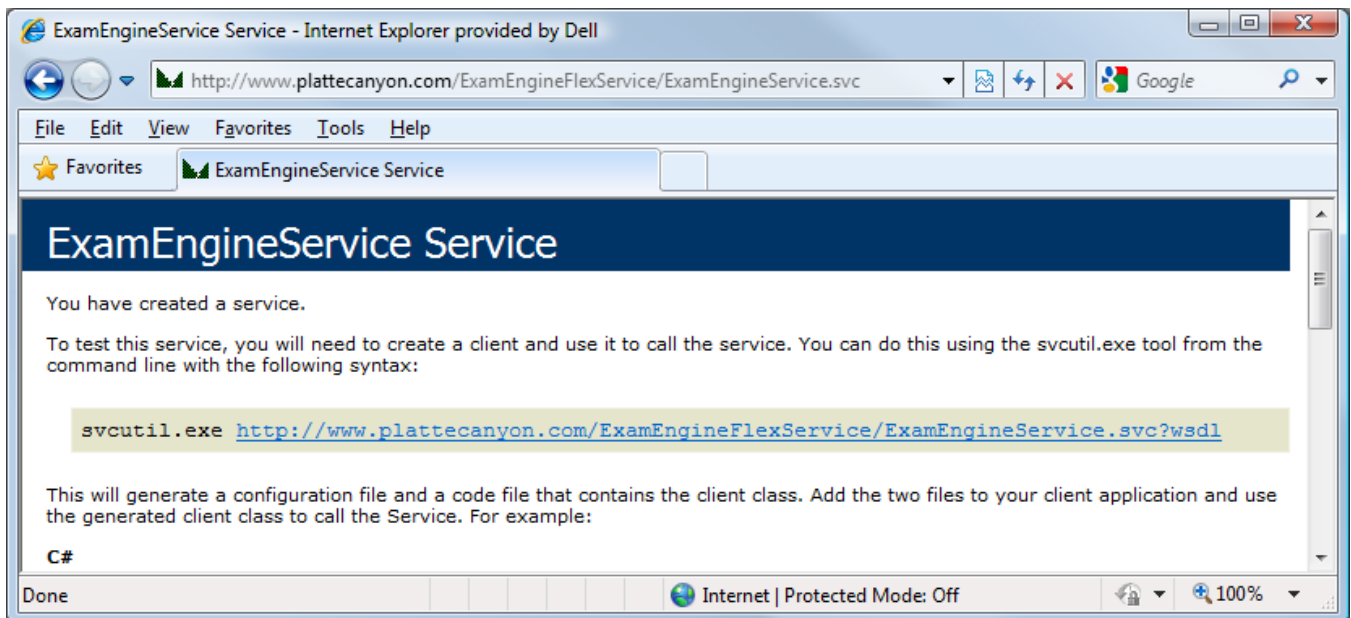 ExamEngineService Service - Internet Explorer provided by Dell
http://www.plattecanyon.com/ExamEngineFlexService/ExamEngineService.svc
Google
File Edit View Favorites Tools Help
Favorites
ExamEngineService Service
ExamEngineService Service
You have created a service.
To test this service, you will need to create a client and use it to call the service. You can do this using the svcutil.exe tool from the
command line with the following syntax:
svcutil.exe http://www.plattecanyon.com/ExamEngineFlexService/ExamEngineService.svc?wsdl
This will generate a configuration file and a code file that contains the client class. Add the two files to your client application and use
the generated client class to call the Service. For example:
C#
Done
Internet | Protected Mode: Off
100%